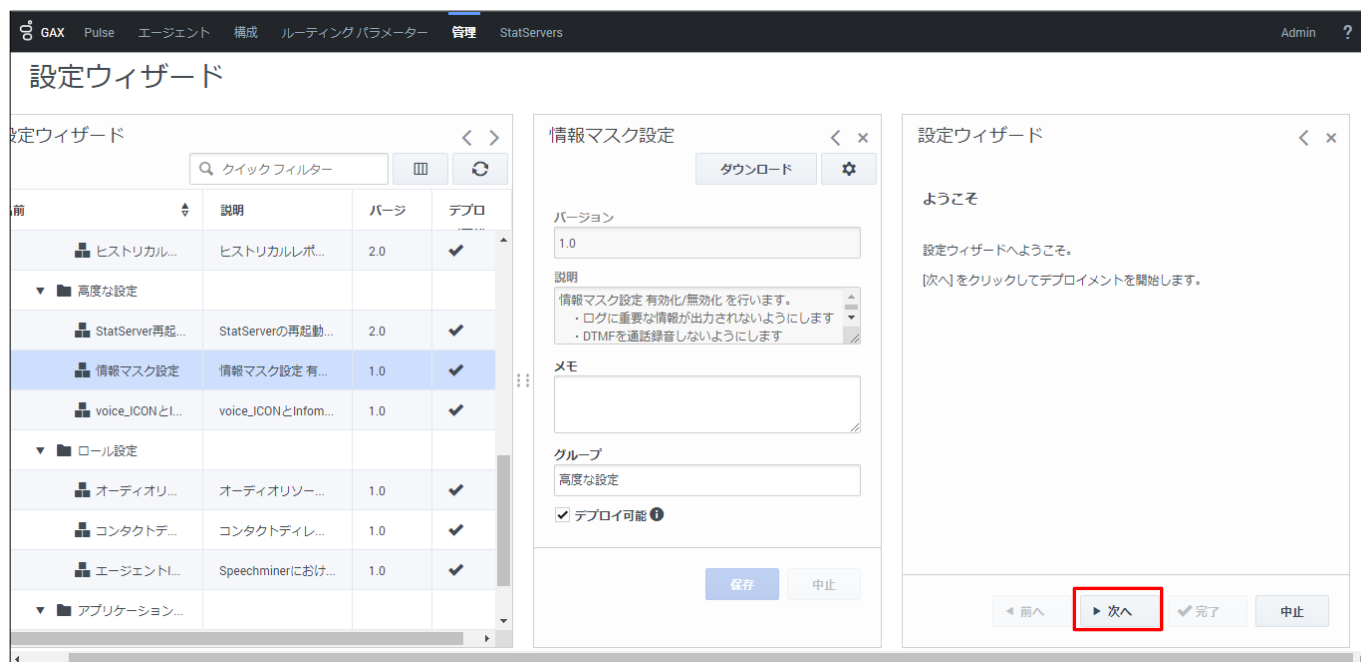 GAX Pulse エージェント 構成 ルーティング パラメーター 管理 StatServers Admin ?
設定ウィザード
定ウィザード
クイック フィルター
前 説明 バージ デプロ
ヒストリカル... ヒストリカルレポ... 2.0
高度な設定
StatServer再起... StatServerの再起動... 2.0
情報マスク設定 情報マスク設定 有... 1.0
voice_ICONとI... voice_ICONとInfom... 1.0
ロール設定
オーディオリ... オーディオリソー... 1.0
コンタクトデ... コンタクトディレ... 1.0
エージェントI... Speechminerにおけ... 1.0
アプリケーション...
情報マスク設定
ダウンロード
バージョン
1.0
説明
情報マスク設定 有効化/無効化 を行います。
・ログに重要な情報が出力されないようにします
・DTMFを通話録音しないようにします
メモ
グループ
高度な設定
デプロイ可能
保存 中止
設定ウィザード
ようこそ
設定ウィザードへようこそ。
[次へ] をクリックしてデプロイメントを開始します。
前へ 次へ 完了 中止